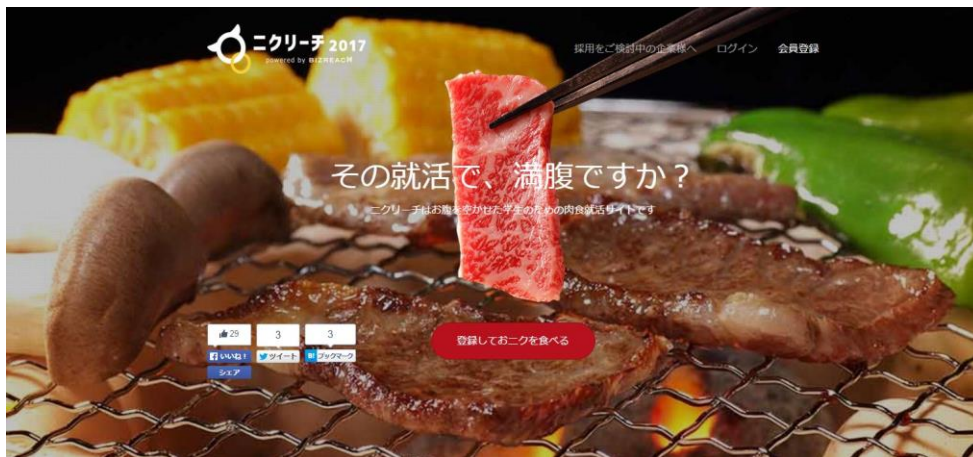 ニクリーチ 2017
powered by BIZREACH
採用をご検討中の企業様へ ログイン 会員登録
その就活で、満腹ですか？
ニクリーチはお腹を空かせた学生のための肉食就活サイトです
29 3 3
いいね！ ツイート B! ブックマーク
シェア
登録しておニクを食べる